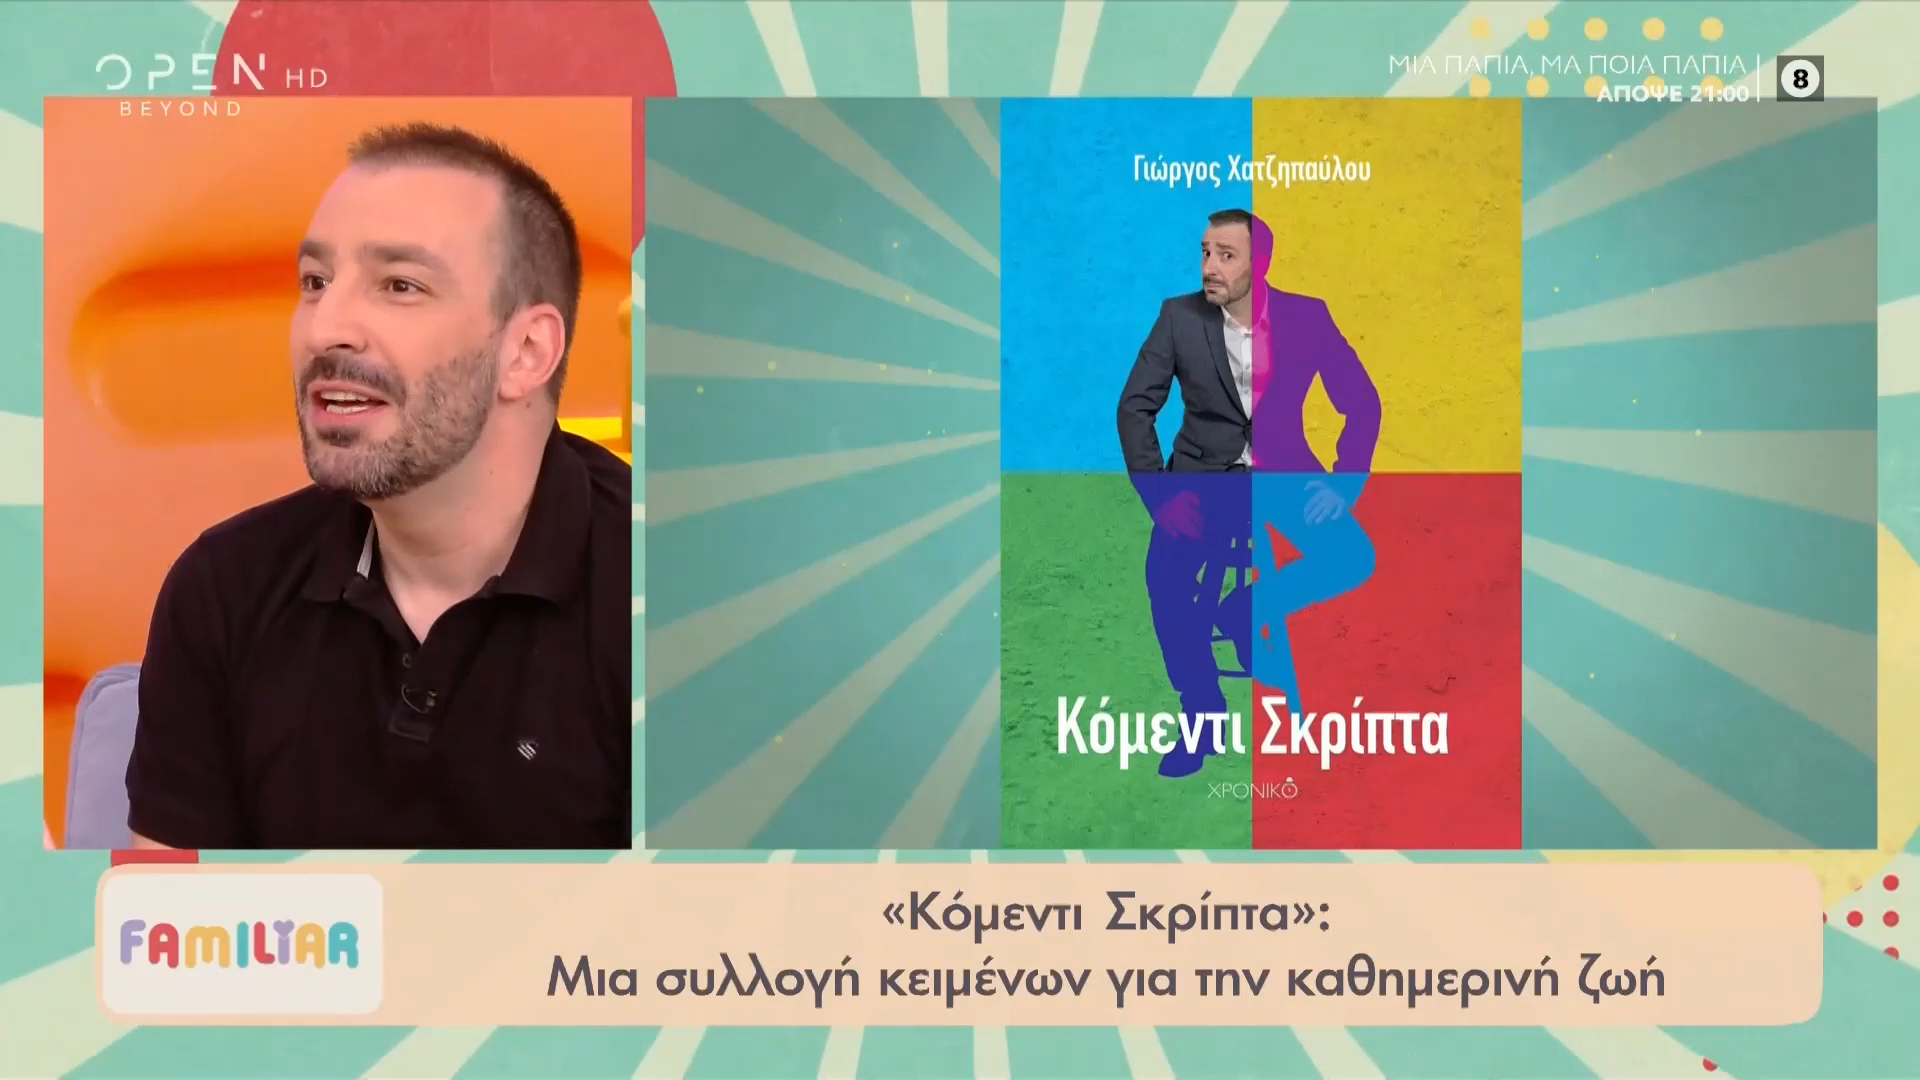 OPEN HD
BEYOND
ΜΙΑ ΠΑΠΙΑ, ΜΑ ΠΟΙΑ ΠΑΠΙΑ
ΑΠΟΨΕ 21:00
8
Γιώργος Χατζηπαύλου
Κόμεντι Σκρίπτα
ΧΡΟΝΙΚΟ
FAMILIAR
«Κόμεντι Σκρίπτα»:
Μια συλλογή κειμένων για την καθημερινή ζωή